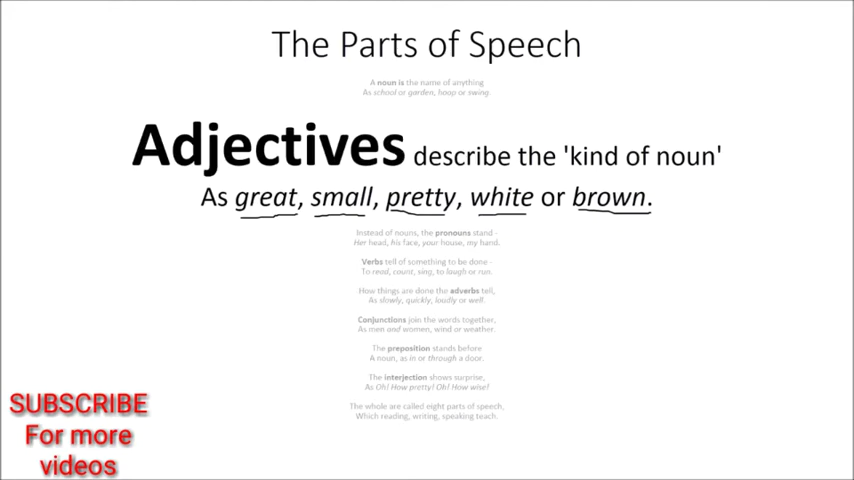 The Parts of Speech
A noun is the name of anything
As school or garden, hoop or swing.
Adjectives describe the 'kind of noun'
As great, small, pretty, white or brown.
Instead of nouns, the pronouns stand -
Her head, his face, your house, my hand.
Verbs tell of something to be done -
To read, count, sing, to laugh or run.
How things are done the adverbs tell,
As slowly, quickly, loudly or well.
Conjunctions join the words together,
As men and women, wind or weather.
The preposition stands before
A noun, as in or through a door.
The interjection shows surprise,
As Oh! How pretty! Oh! How wise!
The whole are called eight parts of speech,
Which reading, writing, speaking teach.
SUBSCRIBE
For more
videos